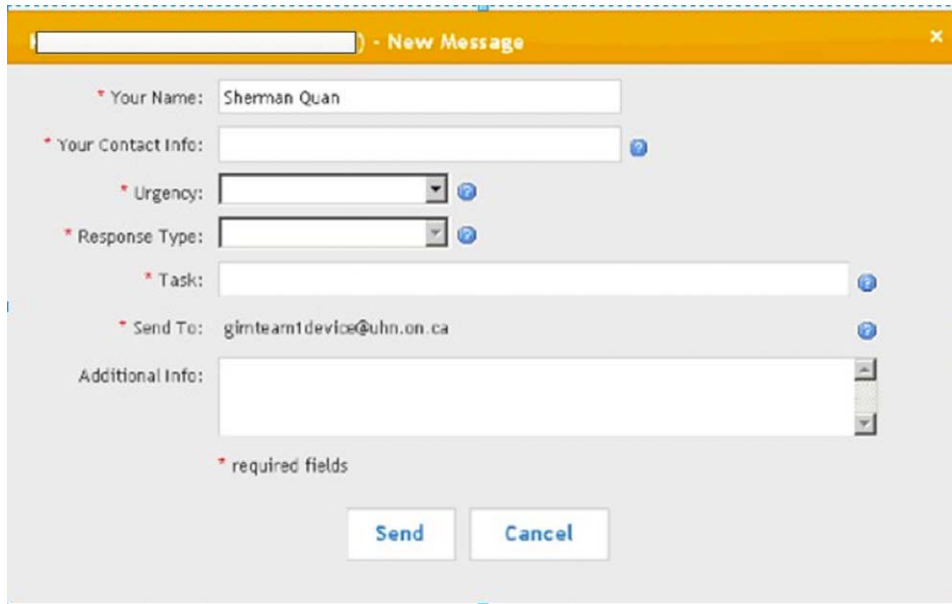 ) - New Message ×
* Your Name: Sherman Quan
* Your Contact Info: ?
* Urgency: ?
* Response Type: ?
* Task: ?
* Send To: gimteam1device@uhn.on.ca ?
Additional Info:
* required fields
Send Cancel